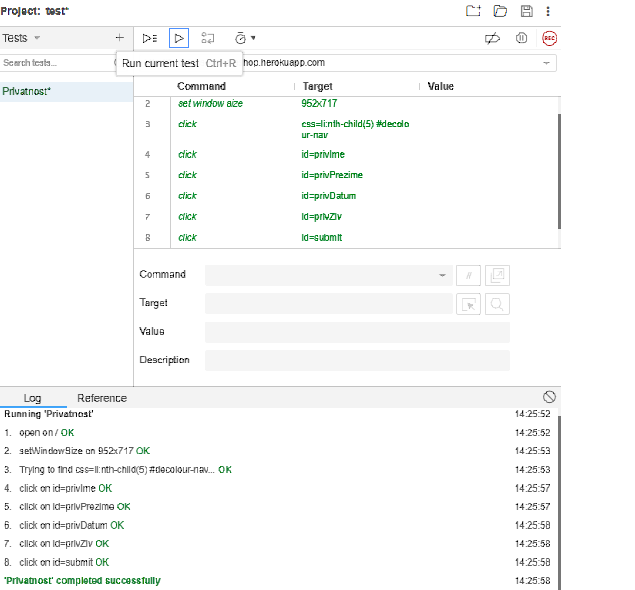 Project: test*
Tests
Run current test Ctrl+R
hop.herokuapp.com
Search tests...
Privatnost*
Command Target Value
2 set window size 952x717
3 click css=li:nth-child(5) #decolo
ur-nav
4 click id=privIme
5 click id=privPrezime
6 click id=privDatum
7 click id=privZiv
8 click id=submit
Command
//
Target
Value
Description
Log Reference
Running 'Privatnost' 14:25:52
1. open on / OK 14:25:52
2. setWindowSize on 952x717 OK 14:25:53
3. Trying to find css=li:nth-child(5) #decolour-nav... OK 14:25:53
4. click on id=privIme OK 14:25:57
5. click on id=privPrezime OK 14:25:57
6. click on id=privDatum OK 14:25:58
7. click on id=privZiv OK 14:25:58
8. click on id=submit OK 14:25:58
'Privatnost' completed successfully 14:25:58
REC